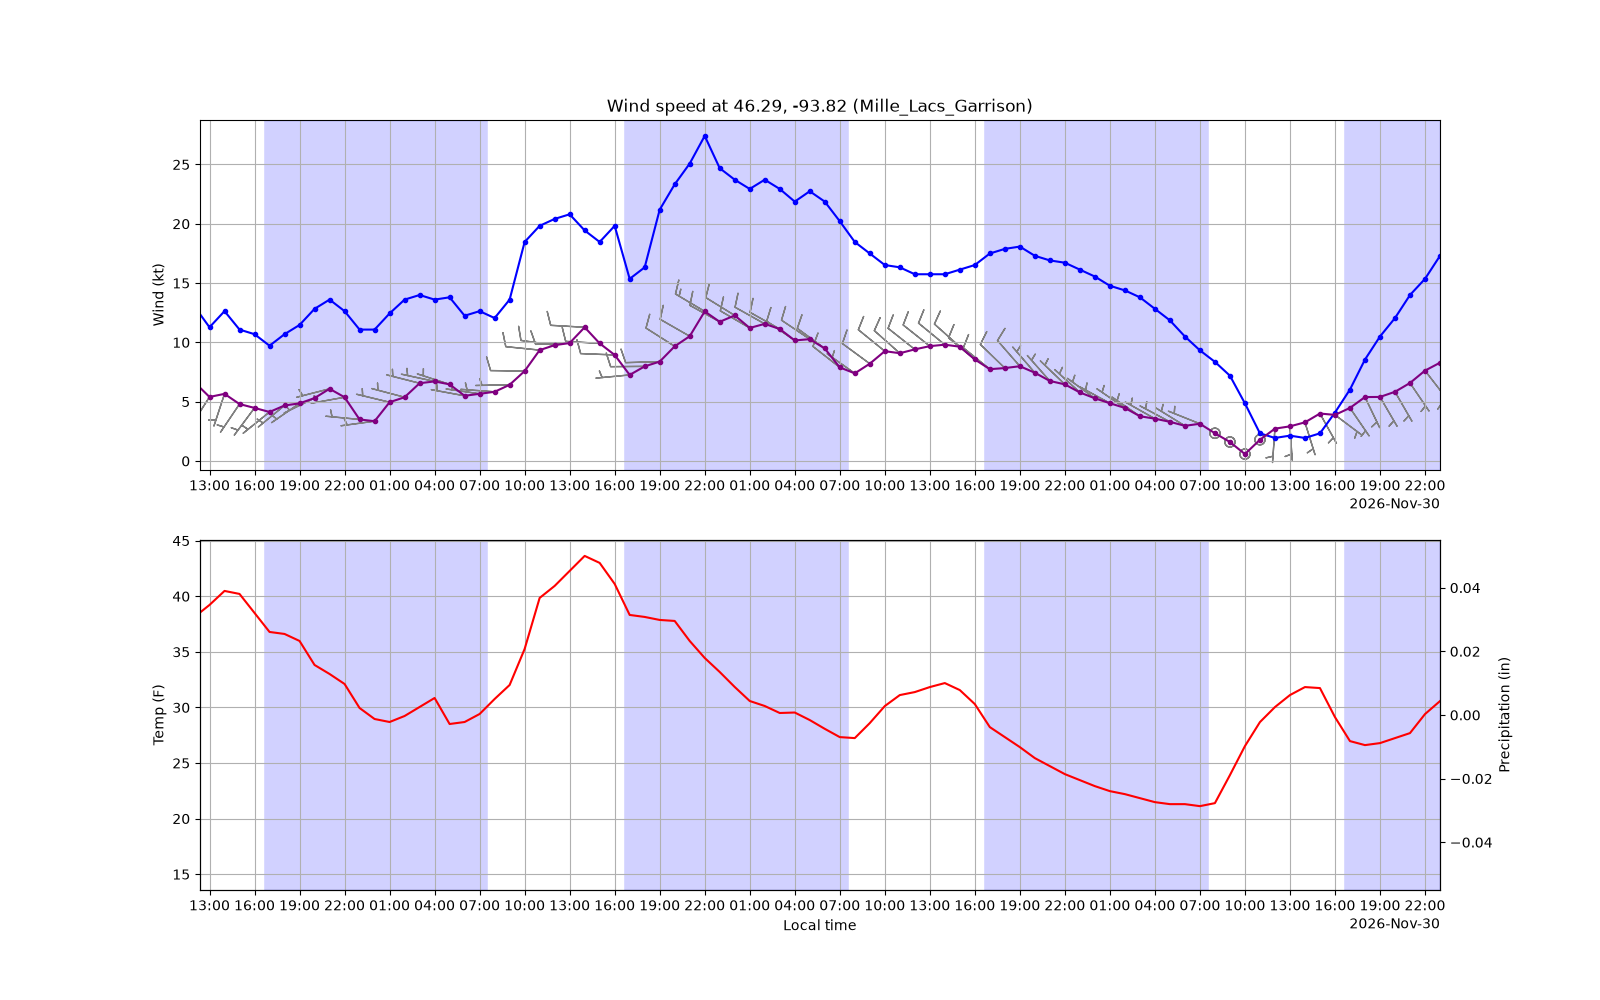 Wind speed at 46.29, -93.82 (Mille_Lacs_Garrison)
25
20
15
10
5
0
Wind (kt)
13:00 16:00 19:00 22:00 01:00 04:00 07:00 10:00 13:00 16:00 19:00 22:00 01:00 04:00 07:00 10:00 13:00 16:00 19:00 22:00 01:00 04:00 07:00 10:00 13:00 16:00 19:00 22:00
2026-Nov-30
45
40
35
30
25
20
15
Temp (F)
0.04
0.02
0.00
−0.02
−0.04
Precipitation (in)
13:00 16:00 19:00 22:00 01:00 04:00 07:00 10:00 13:00 16:00 19:00 22:00 01:00 04:00 07:00 10:00 13:00 16:00 19:00 22:00 01:00 04:00 07:00 10:00 13:00 16:00 19:00 22:00
Local time
2026-Nov-30